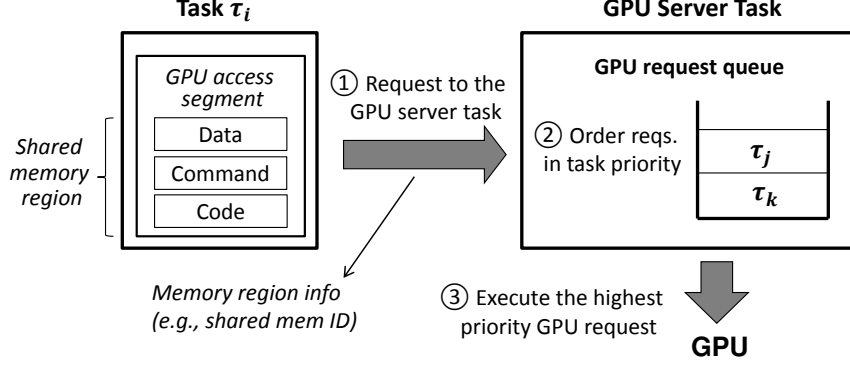 Task τᵢ
GPU Server Task
GPU access
segment
Data
Command
Code
Shared
memory
region
① Request to the
GPU server task
Memory region info
(e.g., shared mem ID)
GPU request queue
② Order reqs.
in task priority
τⱼ
τₖ
③ Execute the highest
priority GPU request
GPU